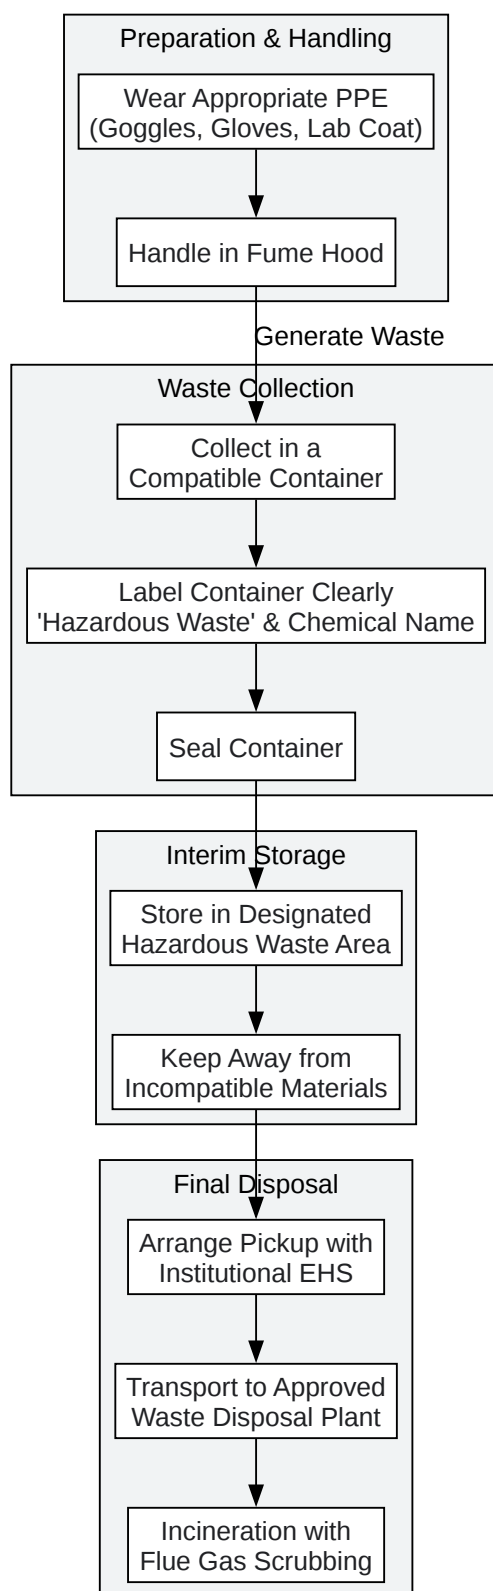 Preparation & Handling
Wear Appropriate PPE
(Goggles, Gloves, Lab Coat)
Handle in Fume Hood
Generate Waste
Waste Collection
Collect in a
Compatible Container
Label Container Clearly
'Hazardous Waste' & Chemical Name
Seal Container
Interim Storage
Store in Designated
Hazardous Waste Area
Keep Away from
Incompatible Materials
Final Disposal
Arrange Pickup with
Institutional EHS
Transport to Approved
Waste Disposal Plant
Incineration with
Flue Gas Scrubbing